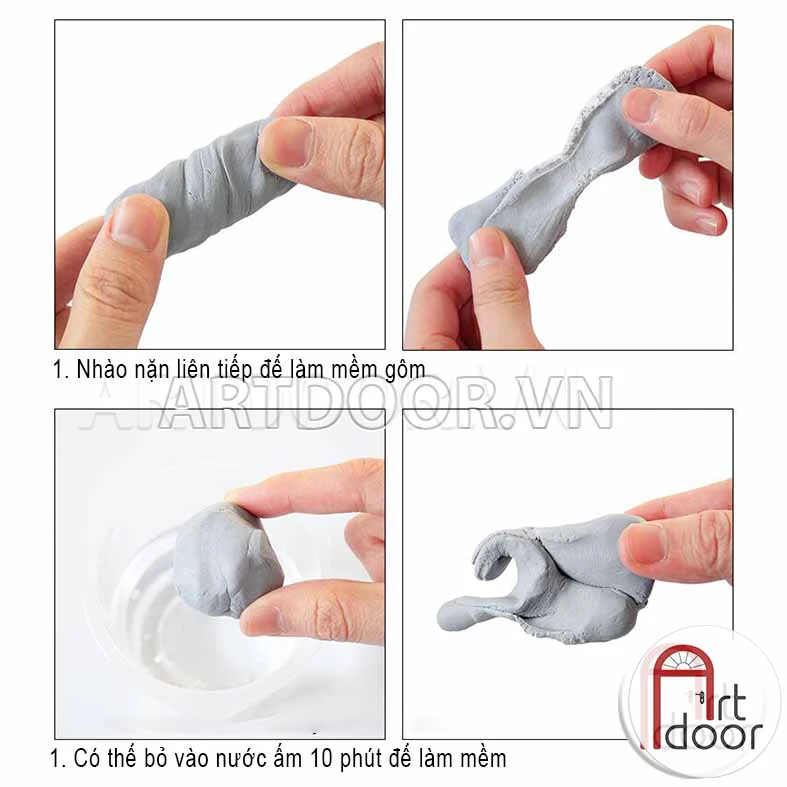 1. Nhào nặn liên tiếp để làm mềm gôm
ARTDOOR.VN
1. Có thể bỏ vào nước ấm 10 phút để làm mềm
Art
door